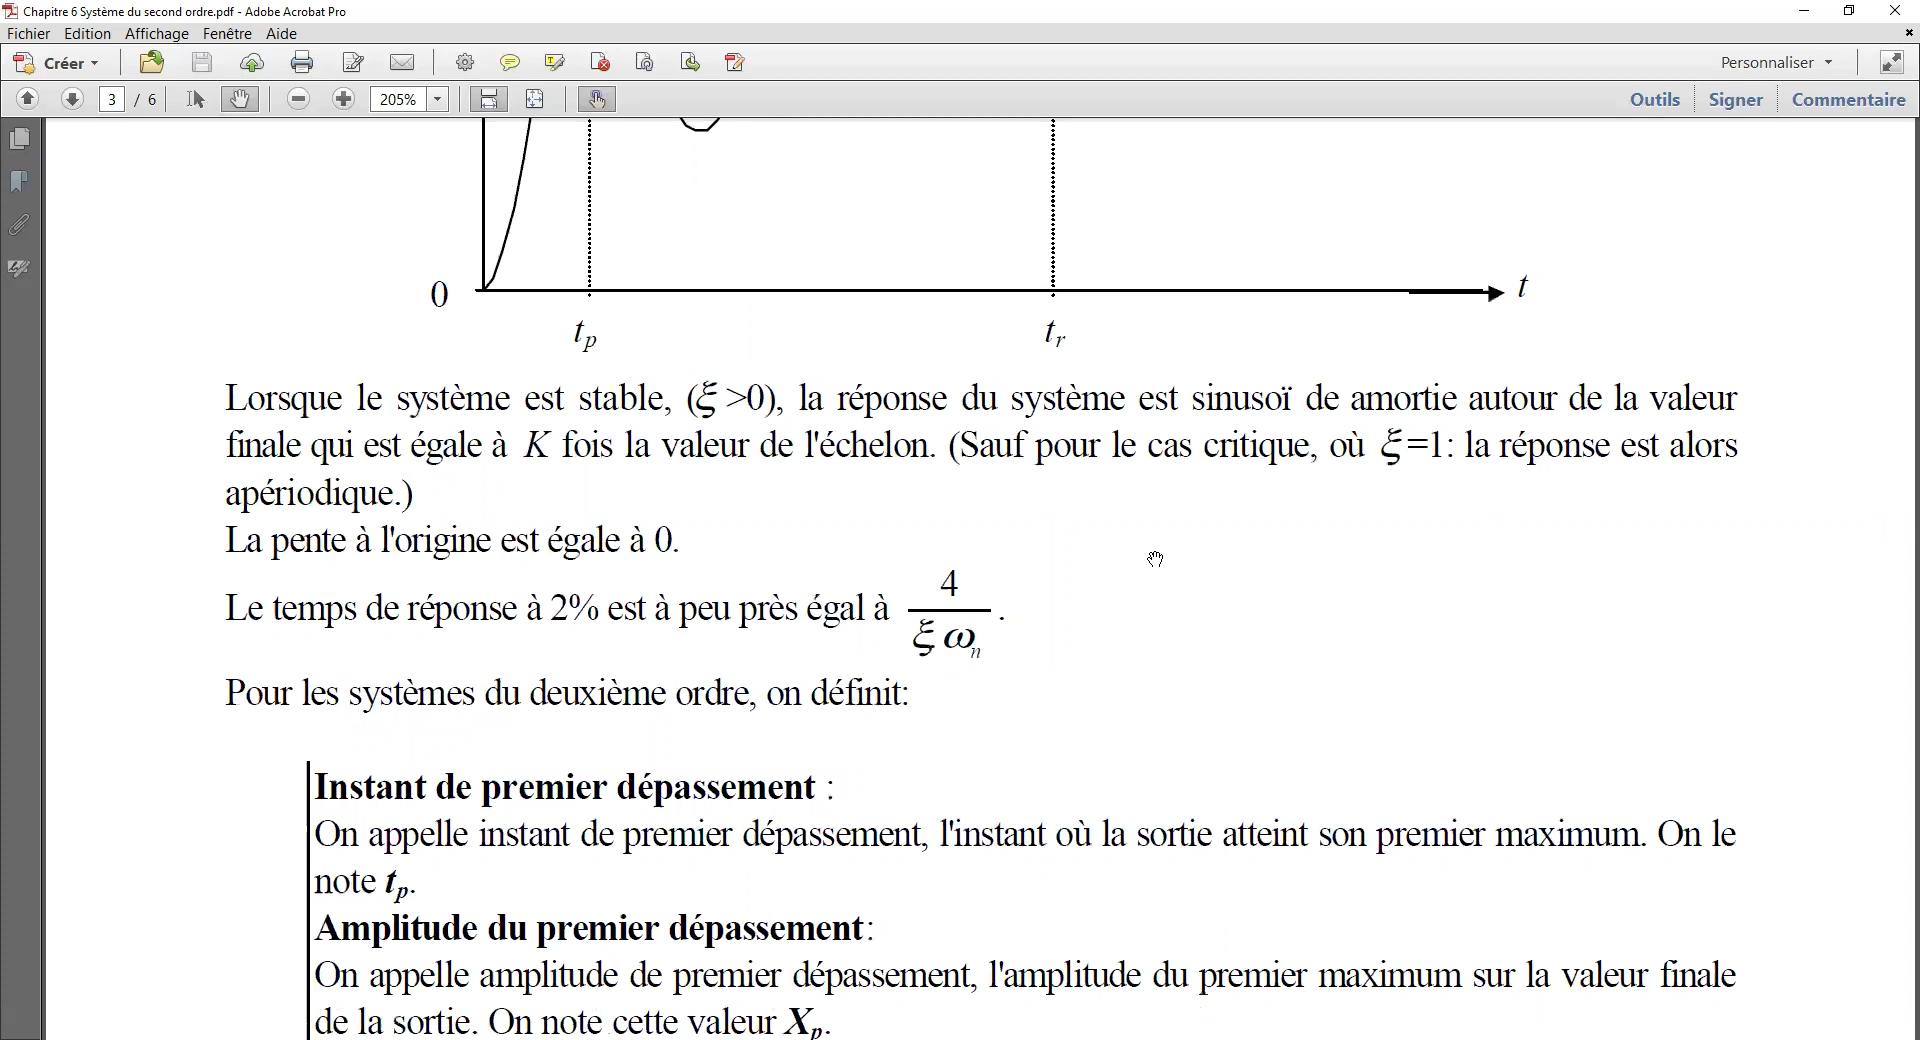 Chapitre 6 Système du second ordre.pdf - Adobe Acrobat Pro
Fichier Edition Affichage Fenêtre Aide
Créer Personnaliser
3 / 6 205% Outils Signer Commentaire
0 t
tp tr
Lorsque le système est stable, (ξ >0), la réponse du système est sinusoï de amortie autour de la valeur
finale qui est égale à K fois la valeur de l'échelon. (Sauf pour le cas critique, où ξ=1: la réponse est alors
apériodique.)
La pente à l'origine est égale à 0.
Le temps de réponse à 2% est à peu près égal à 4 / ξ ωn .
Pour les systèmes du deuxième ordre, on définit:
Instant de premier dépassement :
On appelle instant de premier dépassement, l'instant où la sortie atteint son premier maximum. On le
note tp.
Amplitude du premier dépassement:
On appelle amplitude de premier dépassement, l'amplitude du premier maximum sur la valeur finale
de la sortie. On note cette valeur Xp.